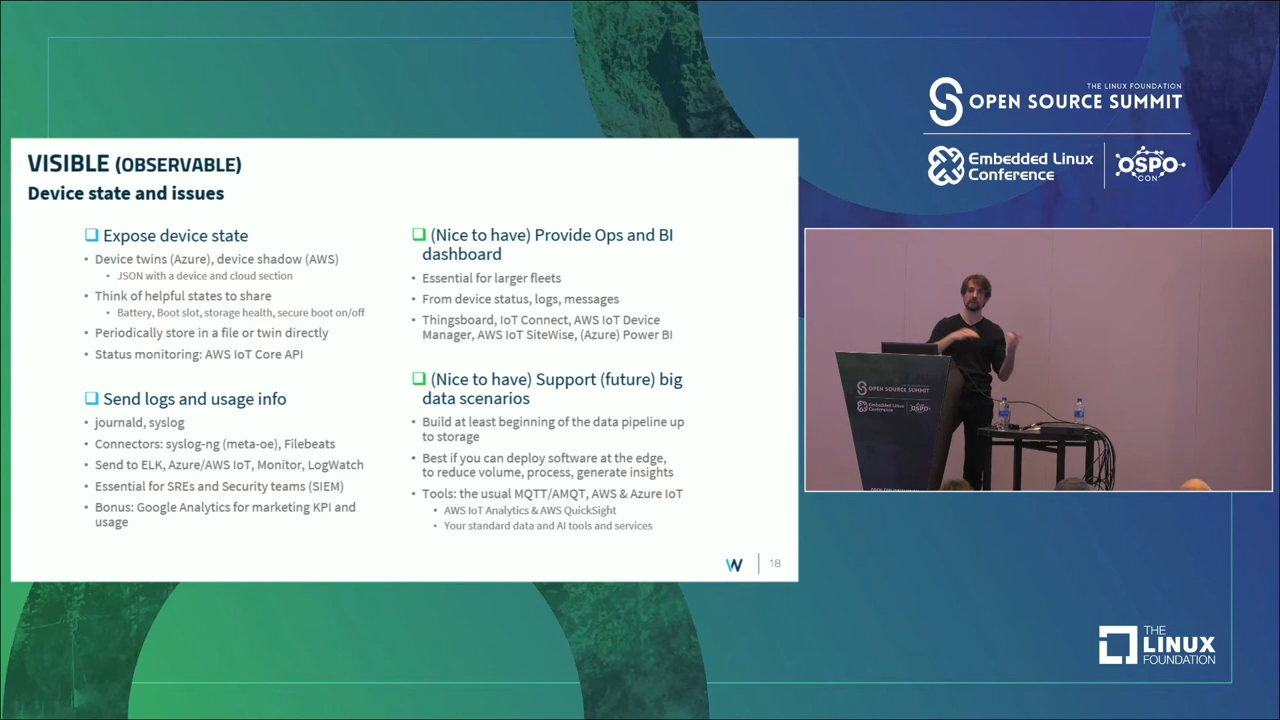 THE LINUX FOUNDATION
OPEN SOURCE SUMMIT
Embedded Linux
Conference
OSPO
CON
VISIBLE (OBSERVABLE)
Device state and issues
Expose device state
• Device twins (Azure), device shadow (AWS)
• JSON with a device and cloud section
• Think of helpful states to share
• Battery, Boot slot, storage health, secure boot on/off
• Periodically store in a file or twin directly
• Status monitoring: AWS IoT Core API
Send logs and usage info
• journald, syslog
• Connectors: syslog-ng (meta-oe), Filebeats
• Send to ELK, Azure/AWS IoT, Monitor, LogWatch
• Essential for SREs and Security teams (SIEM)
• Bonus: Google Analytics for marketing KPI and
usage
(Nice to have) Provide Ops and BI
dashboard
• Essential for larger fleets
• From device status, logs, messages
• Thingsboard, IoT Connect, AWS IoT Device
Manager, AWS IoT SiteWise, (Azure) Power BI
(Nice to have) Support (future) big
data scenarios
• Build at least beginning of the data pipeline up
to storage
• Best if you can deploy software at the edge,
to reduce volume, process, generate insights
• Tools: the usual MQTT/AMQT, AWS & Azure IoT
• AWS IoT Analytics & AWS QuickSight
• Your standard data and AI tools and services
W
18
OPEN SOURCE SUMMIT
Embedded Linux
Conference
THE
LINUX
FOUNDATION